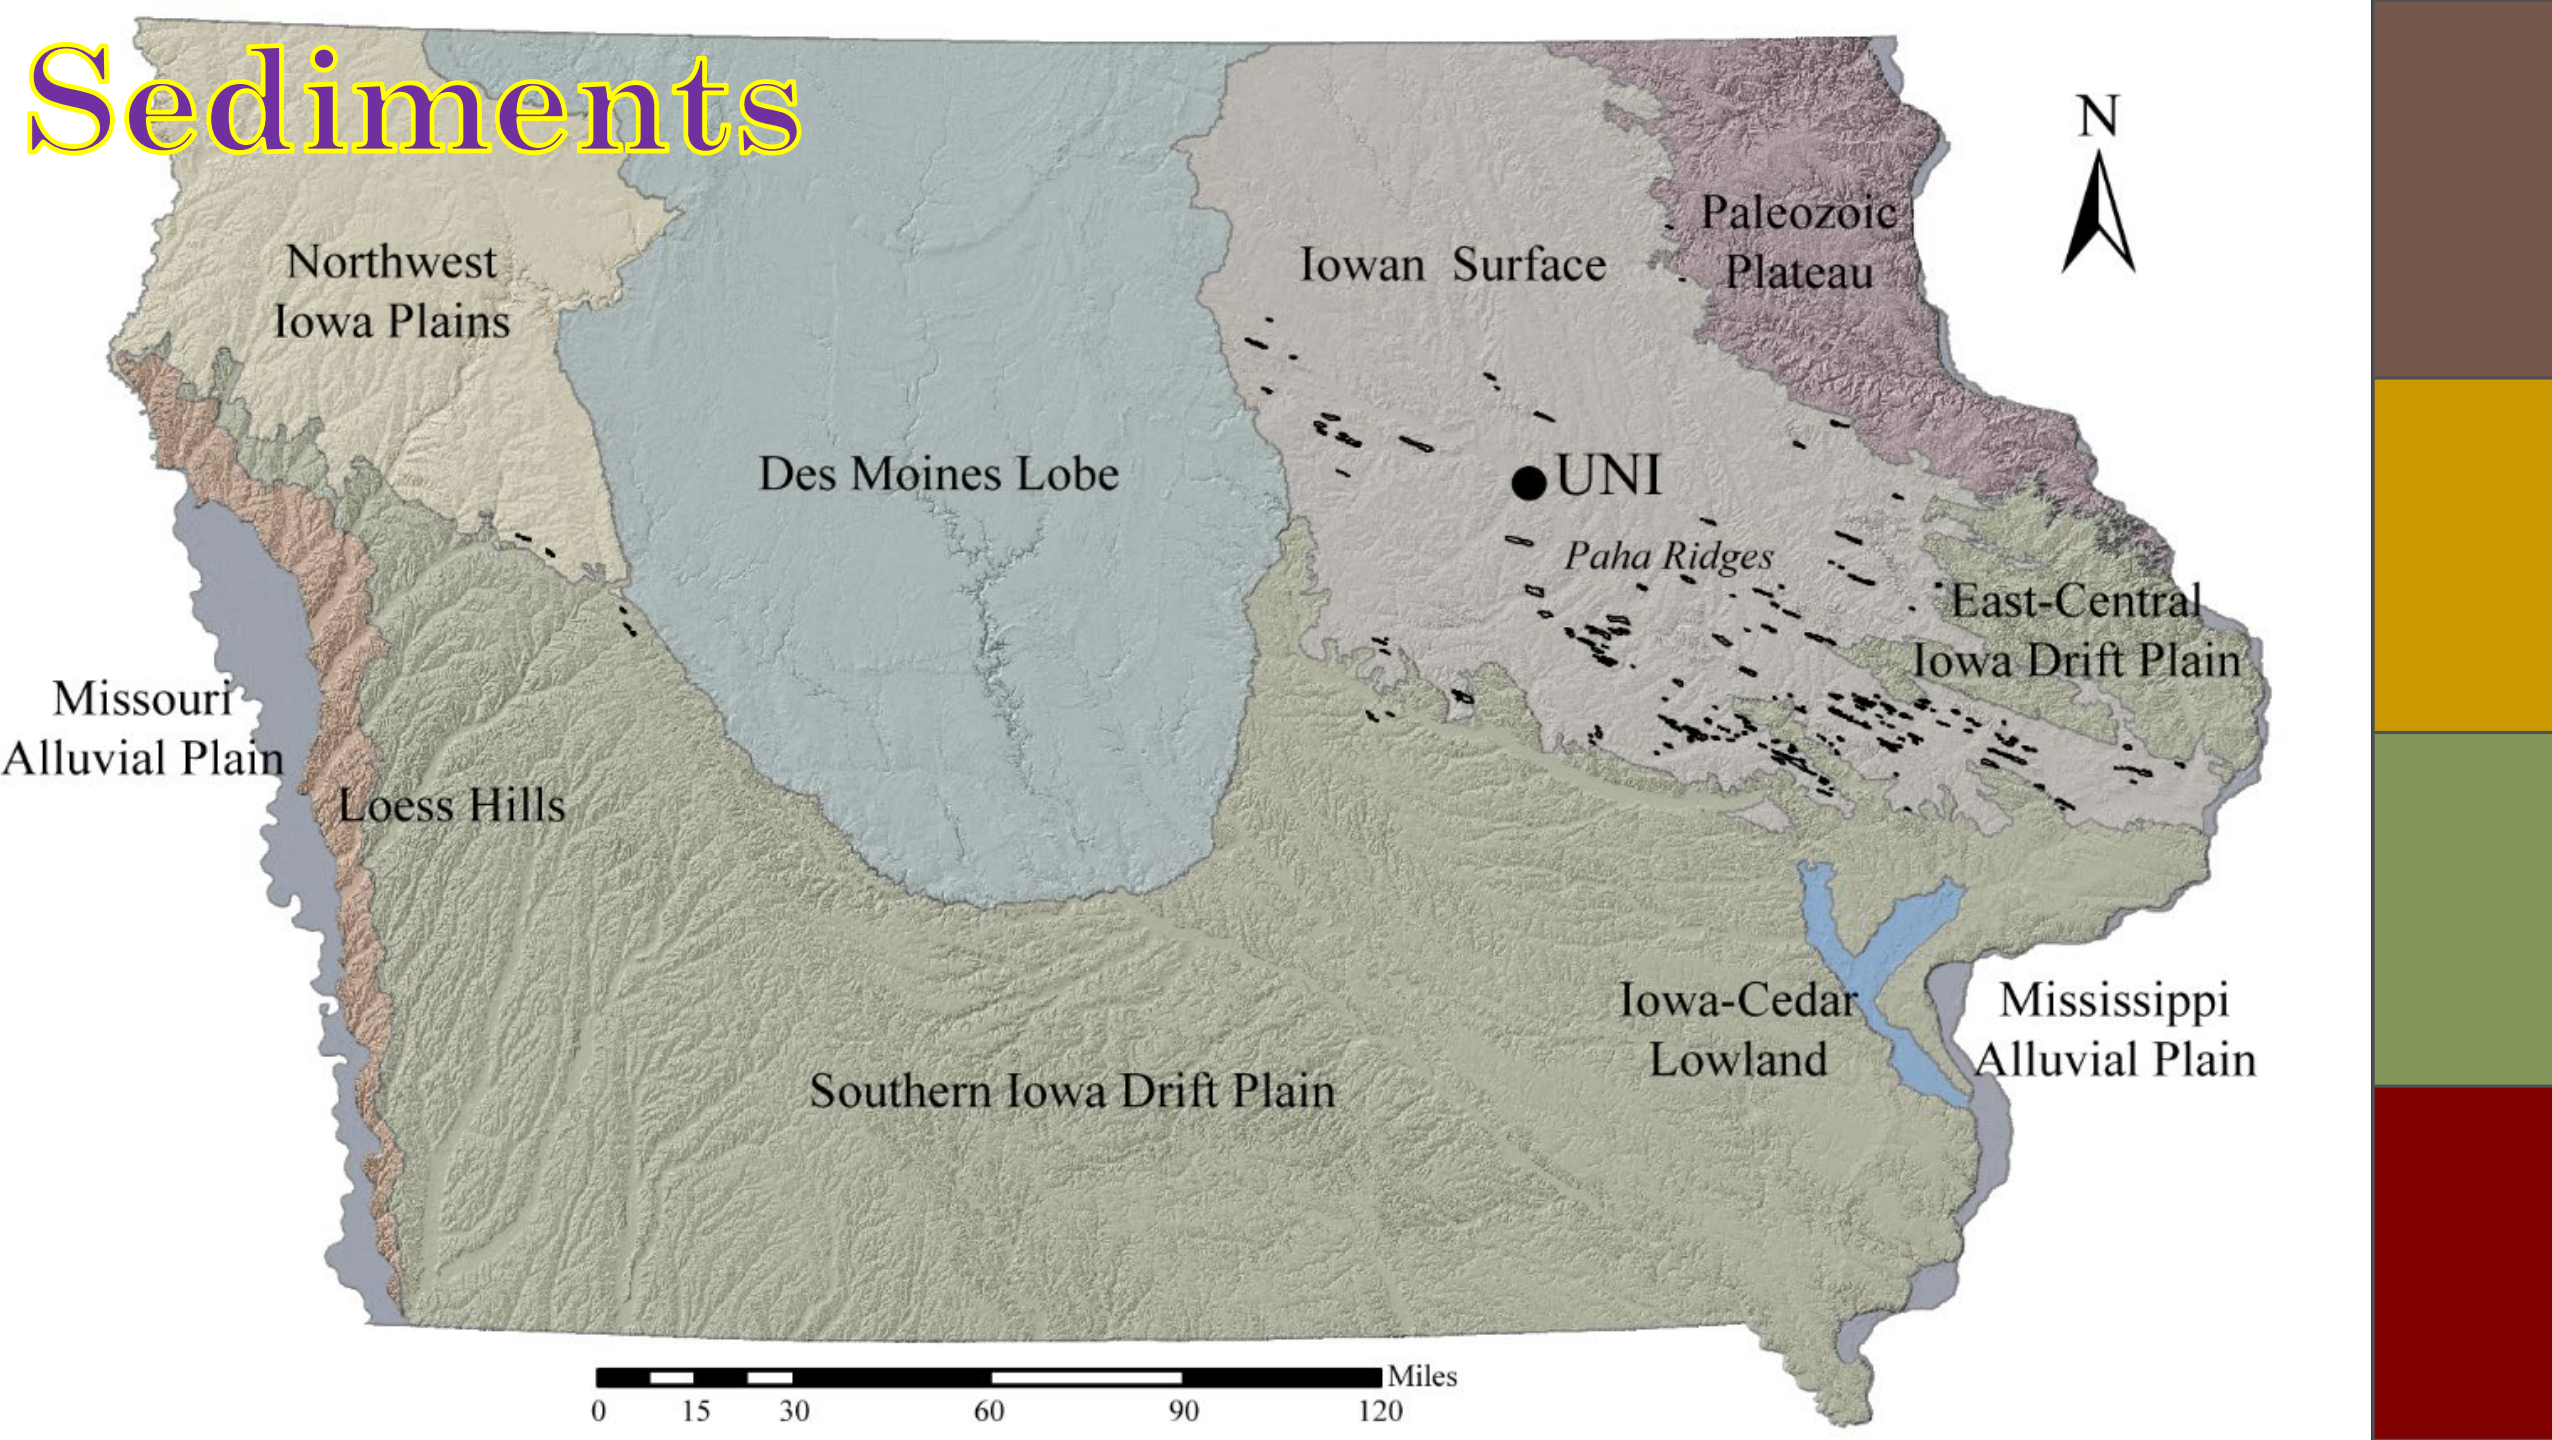 Sediments
N
Northwest
Iowa Plains
Iowan Surface
Paleozoic
Plateau
Des Moines Lobe
UNI
Paha Ridges
East-Central
Iowa Drift Plain
Missouri
Alluvial Plain
Loess Hills
Iowa-Cedar
Lowland
Mississippi
Alluvial Plain
Southern Iowa Drift Plain
Miles
0 15 30 60 90 120